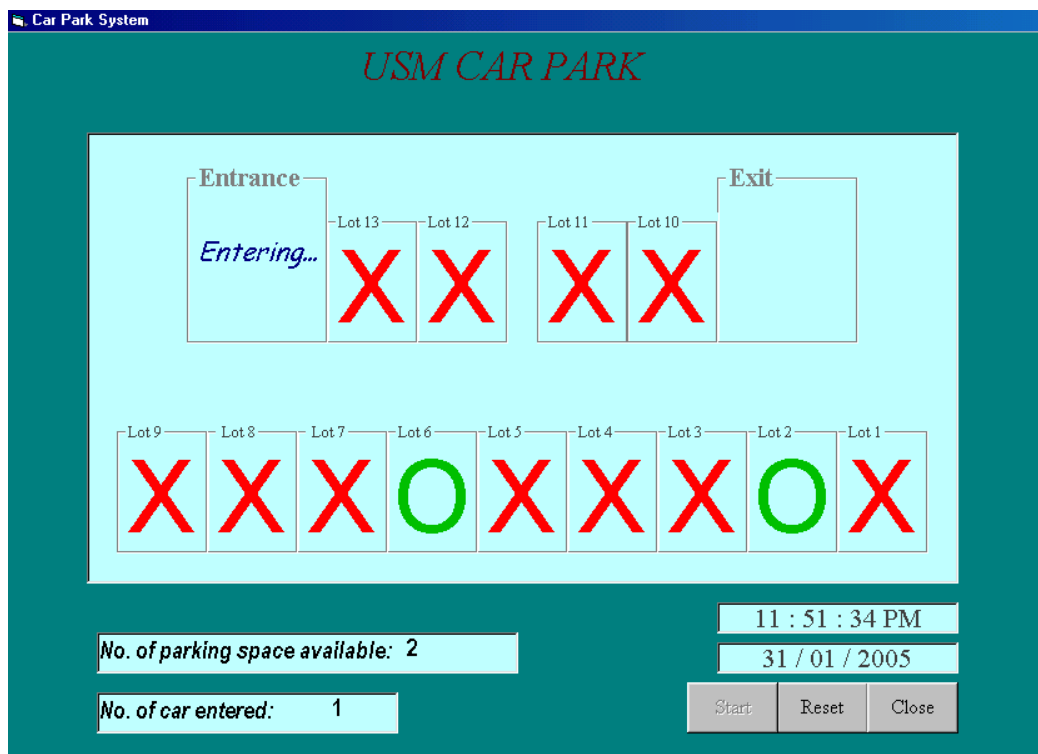 Car Park System
USM CAR PARK
Entrance
Exit
Lot 13 Lot 12 Lot 11 Lot 10
Entering...
X X X X
Lot 9 Lot 8 Lot 7 Lot 6 Lot 5 Lot 4 Lot 3 Lot 2 Lot 1
X X X O X X X O X
11 : 51 : 34 PM
No. of parking space available: 2
31 / 01 / 2005
No. of car entered: 1
Start Reset Close